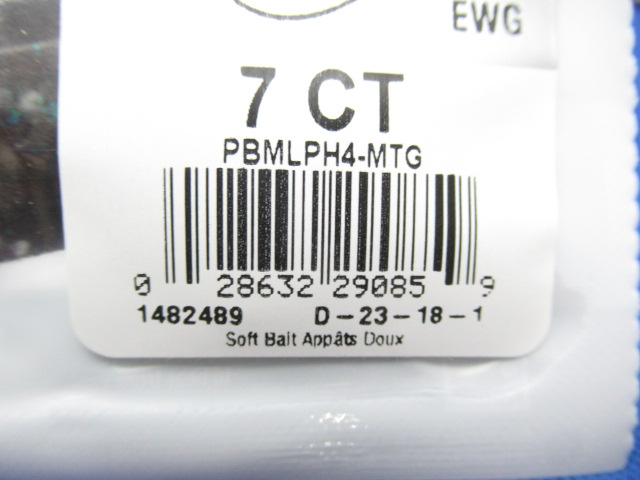 EWG
7 CT
PBMLPH4-MTG
0 28632 29085 9
1482489 D-23-18-1
Soft Bait Appâts Doux